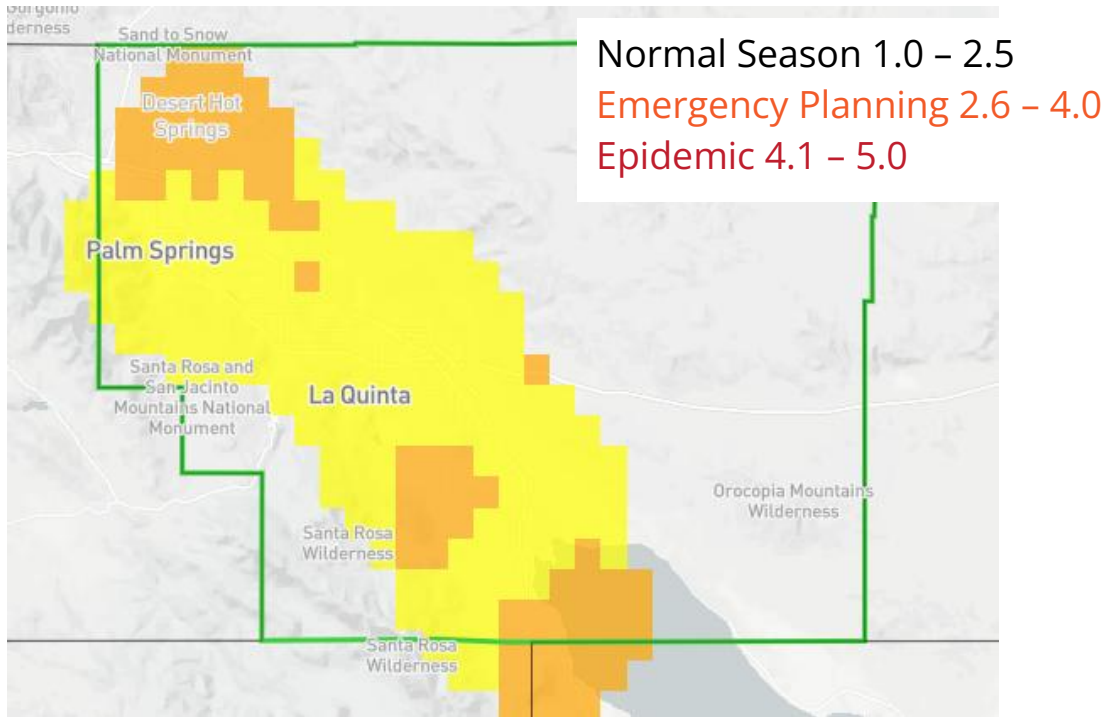 derness
Sand to Snow
National Monument
Desert Hot
Springs
Palm Springs
Santa Rosa and
San Jacinto
Mountains National
Monument
La Quinta
Santa Rosa
Wilderness
Orocopia Mountains
Wilderness
Santa Rosa
Wilderness
Normal Season 1.0 – 2.5
Emergency Planning 2.6 – 4.0
Epidemic 4.1 – 5.0